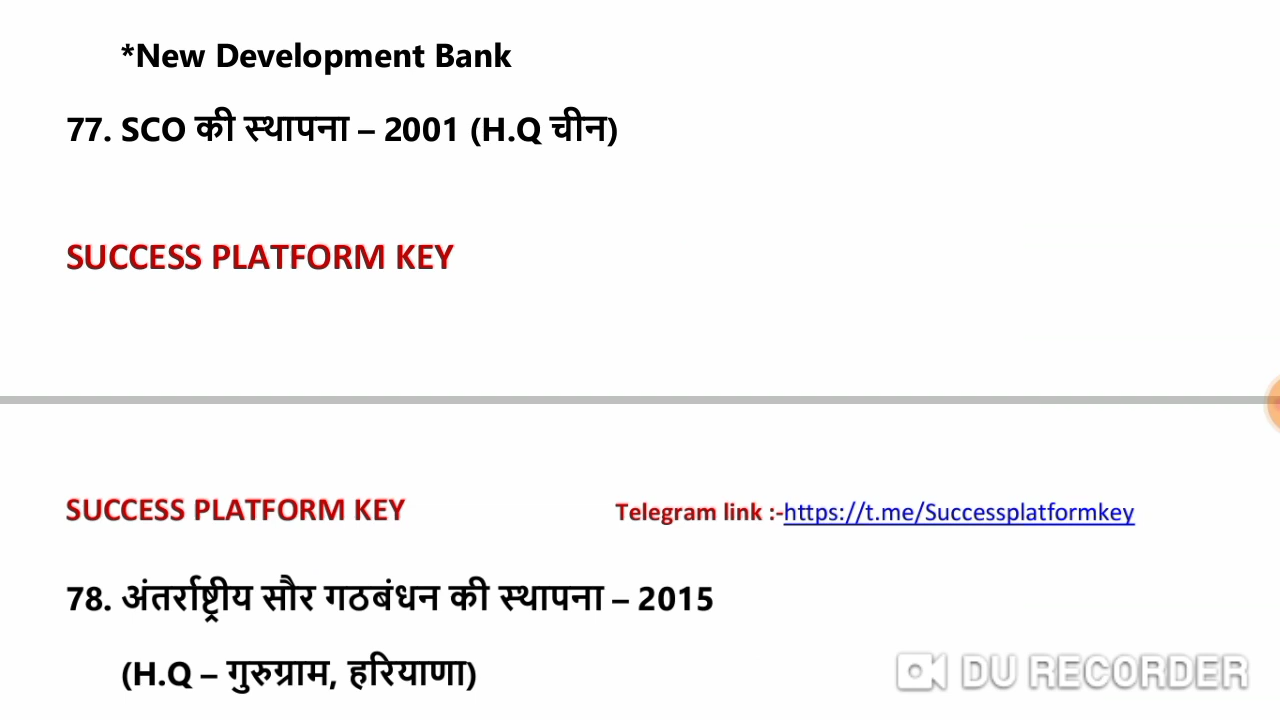 *New Development Bank
77. SCO की स्थापना – 2001 (H.Q चीन)
SUCCESS PLATFORM KEY
SUCCESS PLATFORM KEY Telegram link :-https://t.me/Successplatformkey
78. अंतर्राष्ट्रीय सौर गठबंधन की स्थापना – 2015
(H.Q – गुरुग्राम, हरियाणा)
DU RECORDER